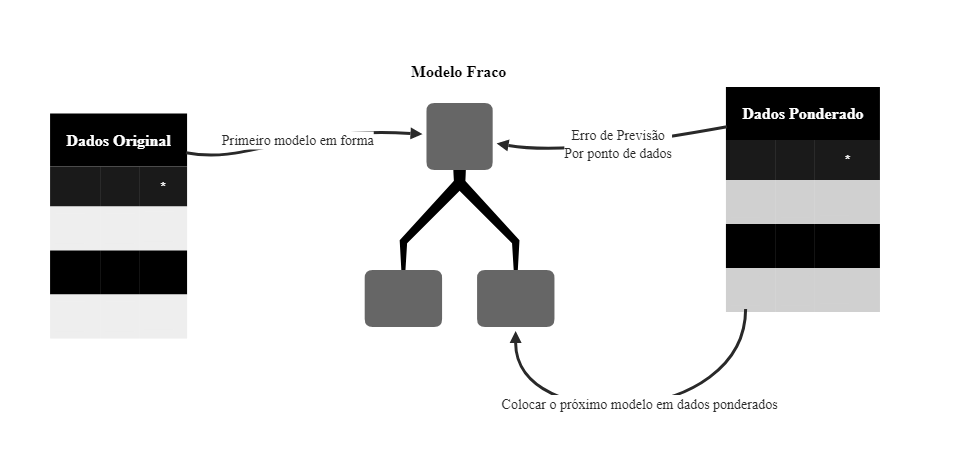 Modelo Fraco
Dados Original
*
Primeiro modelo em forma
Erro de Previsão
Por ponto de dados
Dados Ponderado
*
Colocar o próximo modelo em dados ponderados